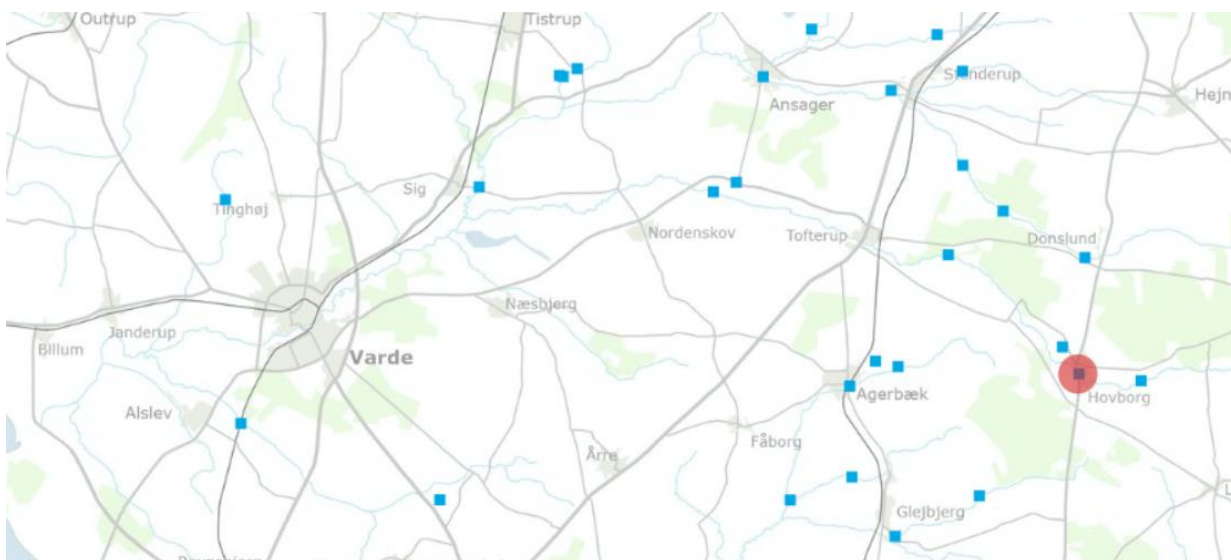 Outrup
Tistrup
Stenderup
Hejn
Ansager
Sig
Tinghøj
Nordenskov
Tofterup
Donslund
Næsbjerg
Janderup
Billum
Varde
Hovborg
Agerbæk
Alslev
Fåborg
Årre
Glejbjerg
L